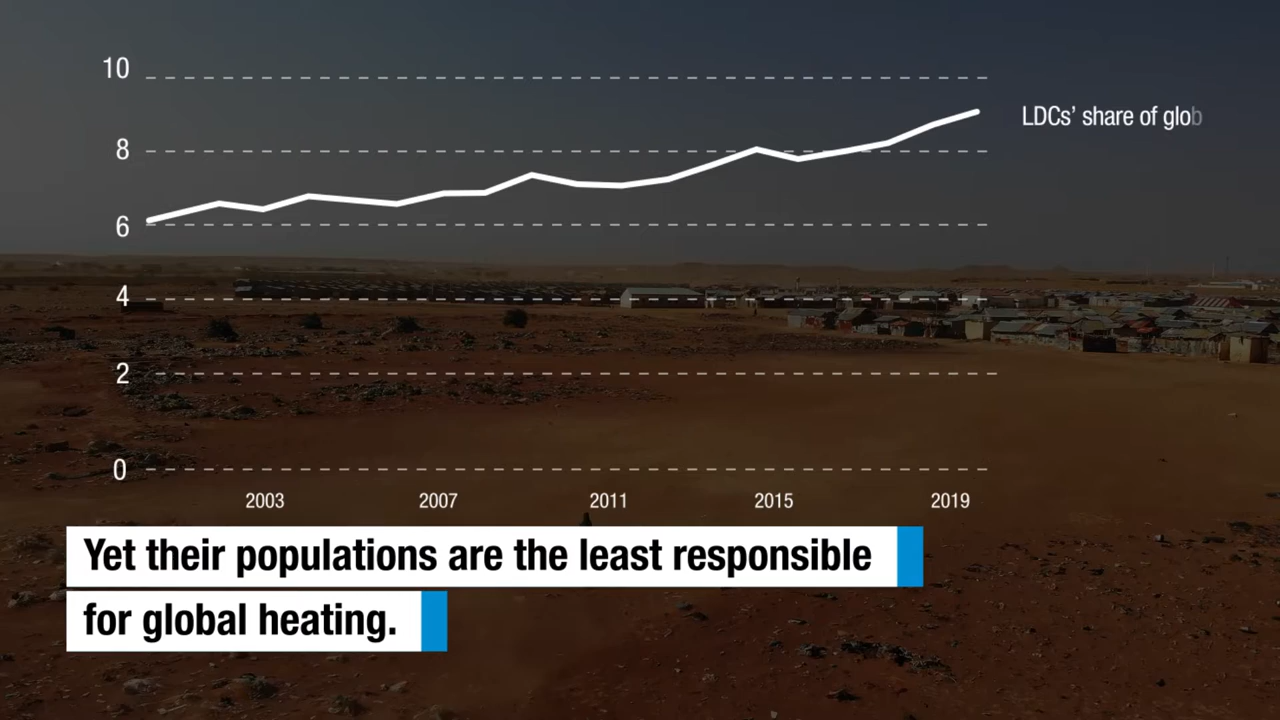 10
LDCs’ share of glob
8
6
4
2
0
2003 2007 2011 2015 2019
Yet their populations are the least responsible
for global heating.